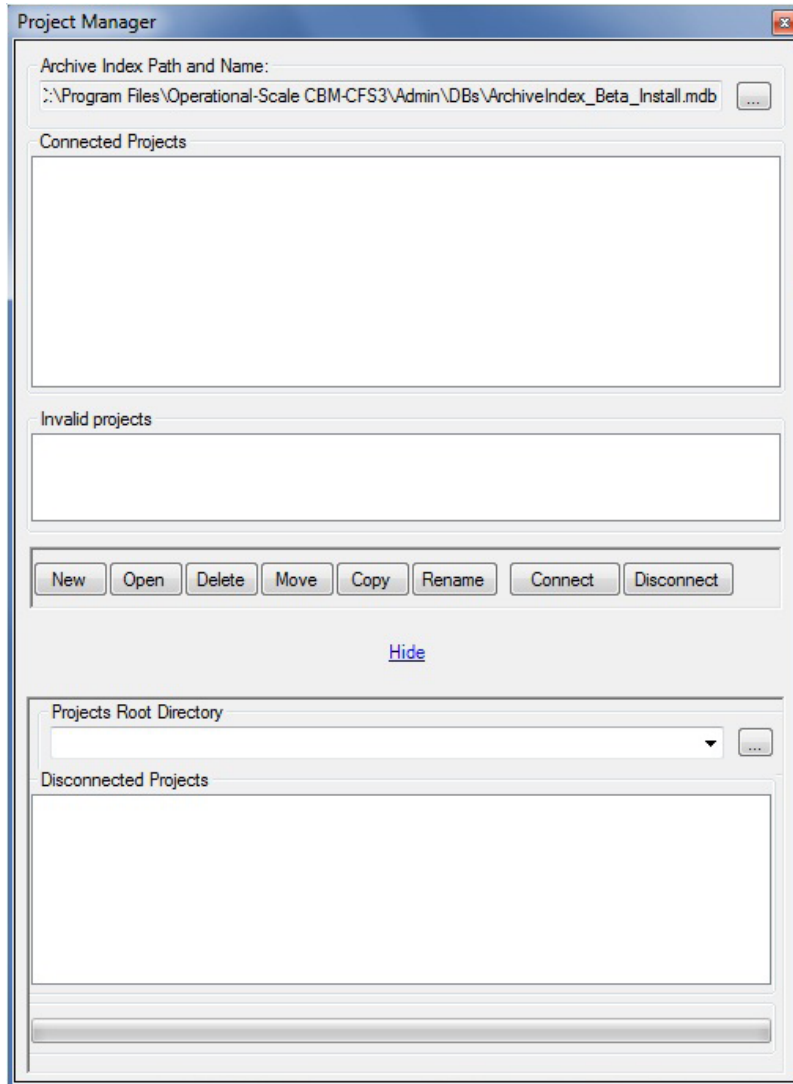 Project Manager
Archive Index Path and Name:
:\Program Files\Operational-Scale CBM-CFS3\Admin\DBs\ArchiveIndex_Beta_Install.mdb ...
Connected Projects
Invalid projects
New Open Delete Move Copy Rename Connect Disconnect
Hide
Projects Root Directory
...
Disconnected Projects